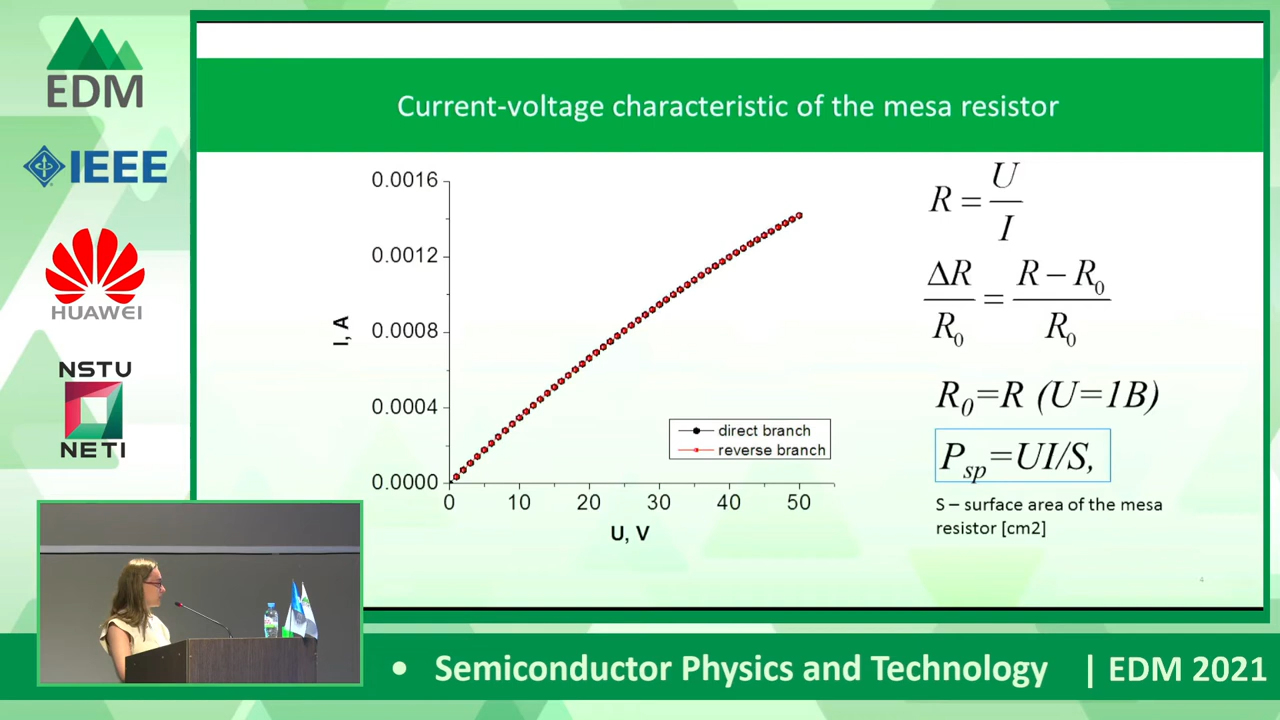 EDM
IEEE
HUAWEI
NSTU
NETI
Current-voltage characteristic of the mesa resistor
0.0016
0.0012
0.0008
0.0004
0.0000
I, A
0 10 20 30 40 50
U, V
direct branch
reverse branch
R = U/I
ΔR/R₀ = (R − R₀)/R₀
R₀=R (U=1B)
Pₛₚ=UI/S,
S – surface area of the mesa
resistor [cm2]
4
• Semiconductor Physics and Technology | EDM 2021